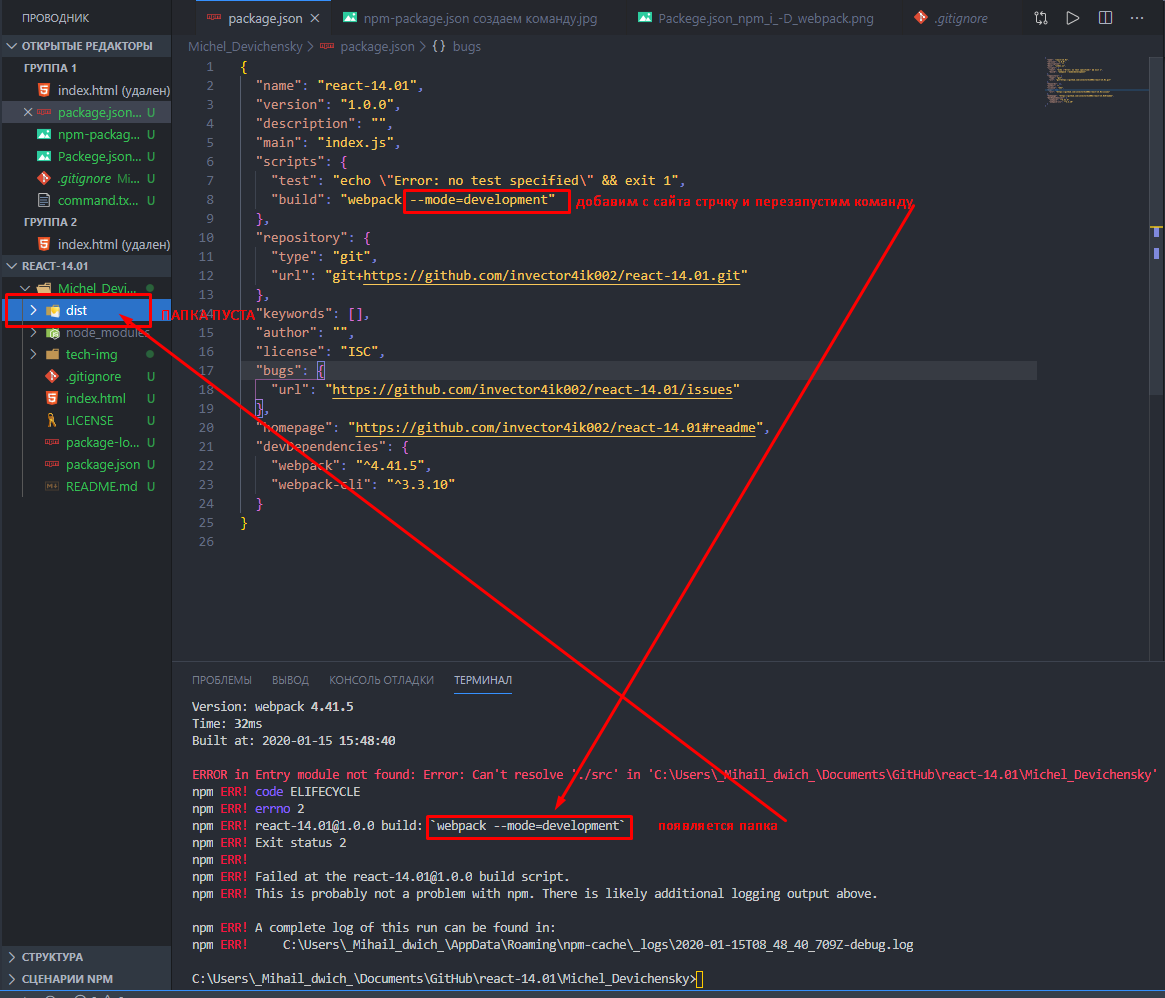 ПРОВОДНИК
package.json
npm-package.json создаем команду.jpg
Packege.json_npm_i_-D_webpack.png
.gitignore
ОТКРЫТЫЕ РЕДАКТОРЫ
ГРУППА 1
index.html (удален)
package.json... U
npm-packag... U
Packege.json... U
.gitignore Mi... U
command.tx... U
ГРУППА 2
index.html (удален)
REACT-14.01
Michel_Devi...
dist
ПАПКА ПУСТА
node_modules
tech-img
.gitignore U
index.html U
LICENSE U
package-lo... U
package.json U
README.md U
СТРУКТУРА
СЦЕНАРИИ NPM
Michel_Devichensky > package.json > {} bugs
1 {
2 "name": "react-14.01",
3 "version": "1.0.0",
4 "description": "",
5 "main": "index.js",
6 "scripts": {
7 "test": "echo \"Error: no test specified\" && exit 1",
8 "build": "webpack --mode=development"
добаним с сайта стрчку и перезапустим команду
9 },
10 "repository": {
11 "type": "git",
12 "url": "git+https://github.com/invector4ik002/react-14.01.git"
13 },
14 "keywords": [],
15 "author": "",
16 "license": "ISC",
17 "bugs": {
18 "url": "https://github.com/invector4ik002/react-14.01/issues"
19 },
20 "homepage": "https://github.com/invector4ik002/react-14.01#readme",
21 "devDependencies": {
22 "webpack": "^4.41.5",
23 "webpack-cli": "^3.3.10"
24 }
25 }
26
ПРОБЛЕМЫ ВЫВОД КОНСОЛЬ ОТЛАДКИ ТЕРМИНАЛ
Version: webpack 4.41.5
Time: 32ms
Built at: 2020-01-15 15:48:40
ERROR in Entry module not found: Error: Can't resolve './src' in 'C:\Users\_Mihail_dwich_\Documents\GitHub\react-14.01\Michel_Devichensky'
npm ERR! code ELIFECYCLE
npm ERR! errno 2
npm ERR! react-14.01@1.0.0 build: `webpack --mode=development`
появляется папка
npm ERR! Exit status 2
npm ERR!
npm ERR! Failed at the react-14.01@1.0.0 build script.
npm ERR! This is probably not a problem with npm. There is likely additional logging output above.
npm ERR! A complete log of this run can be found in:
npm ERR! C:\Users\_Mihail_dwich_\AppData\Roaming\npm-cache\_logs\2020-01-15T08_48_40_709Z-debug.log
C:\Users\_Mihail_dwich_\Documents\GitHub\react-14.01\Michel_Devichensky>